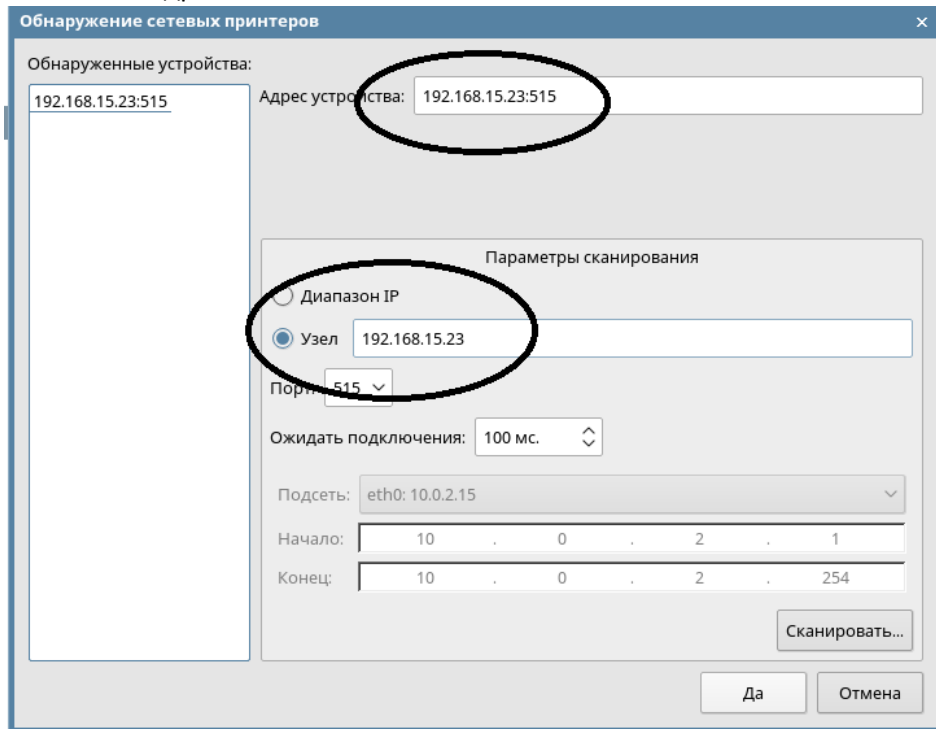 Обнаружение сетевых принтеров
Обнаруженные устройства:
192.168.15.23:515
Адрес устройства: 192.168.15.23:515
Параметры сканирования
Диапазон IP
Узел 192.168.15.23
Порт: 515
Ожидать подключения: 100 мс.
Подсеть: eth0: 10.0.2.15
Начало: 10 . 0 . 2 . 1
Конец: 10 . 0 . 2 . 254
Сканировать...
Да Отмена